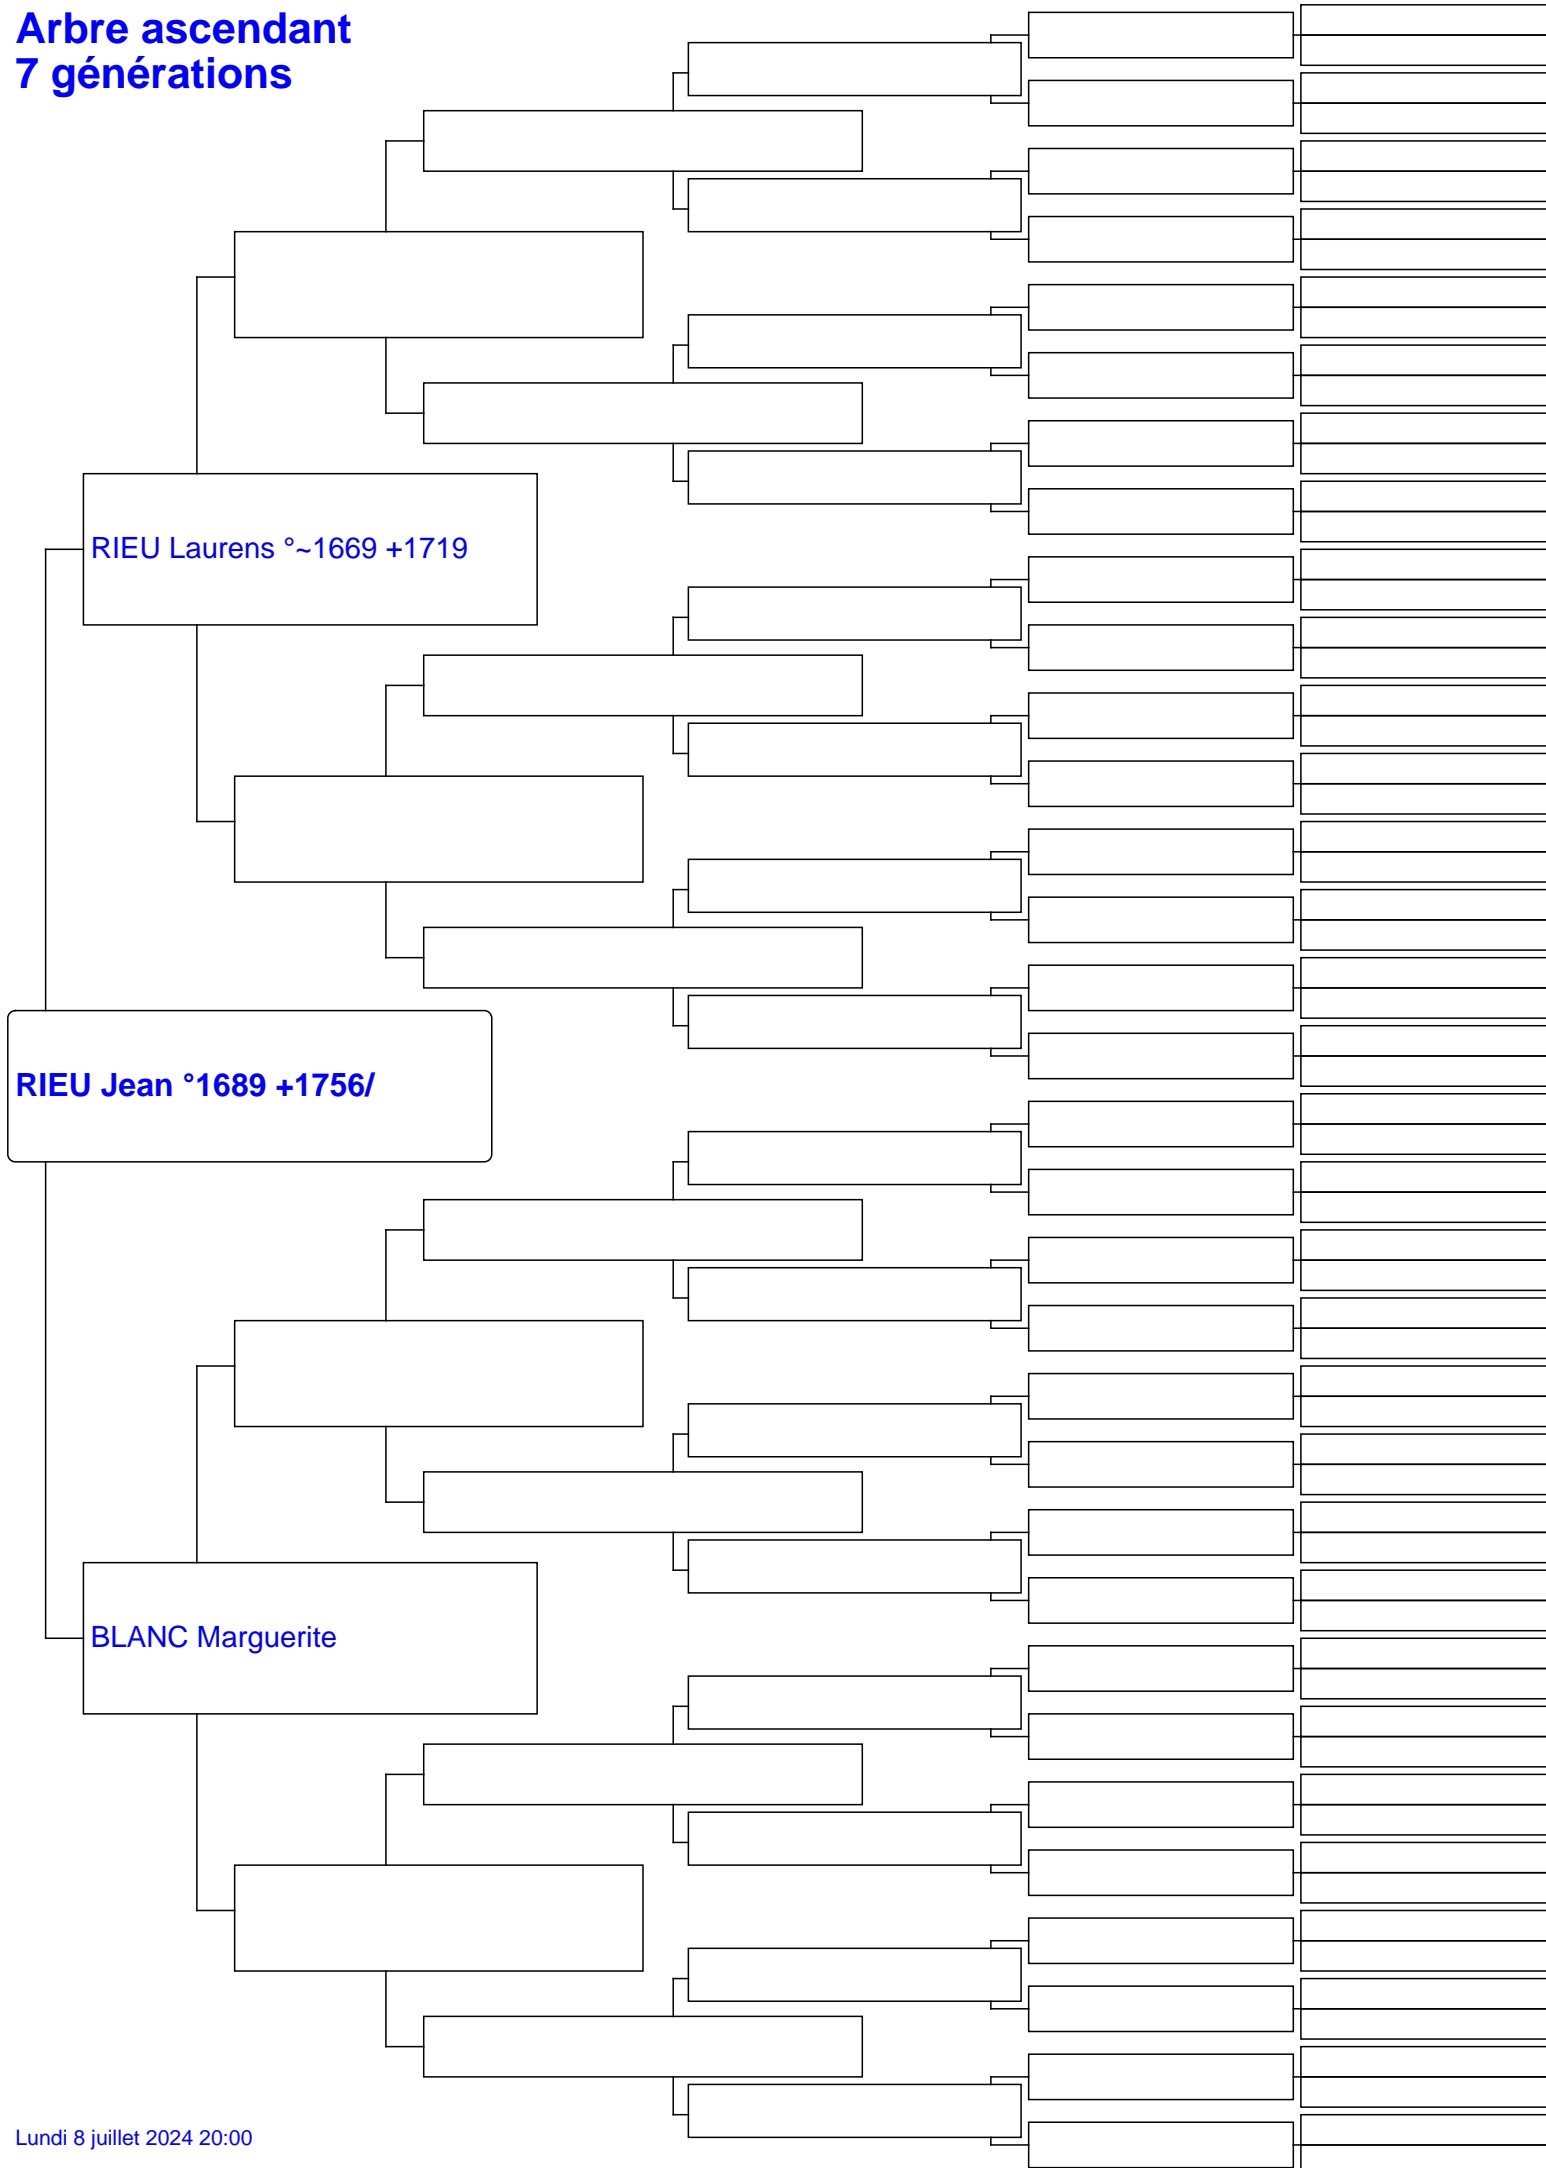 Arbre ascendant
7 générations
RIEU Laurens °~1669 +1719
RIEU Jean °1689 +1756/
BLANC Marguerite
Lundi 8 juillet 2024 20:00